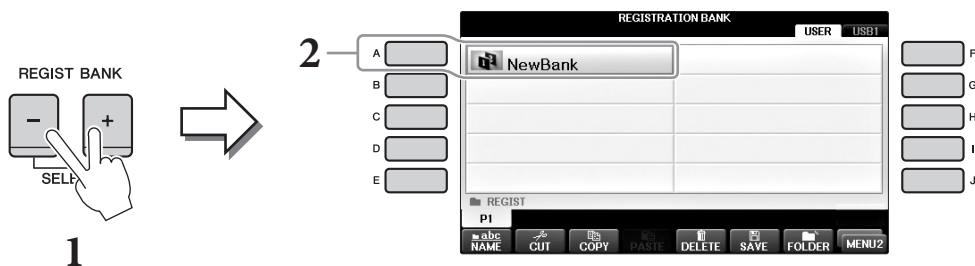 REGISTRATION BANK
USER USB1
2
A
NewBank
F
REGIST BANK
B
G
- +
C
H
D
I
SEL
E
J
REGIST
P1
abc
NAME CUT COPY PASTE DELETE SAVE FOLDER MENU2
1